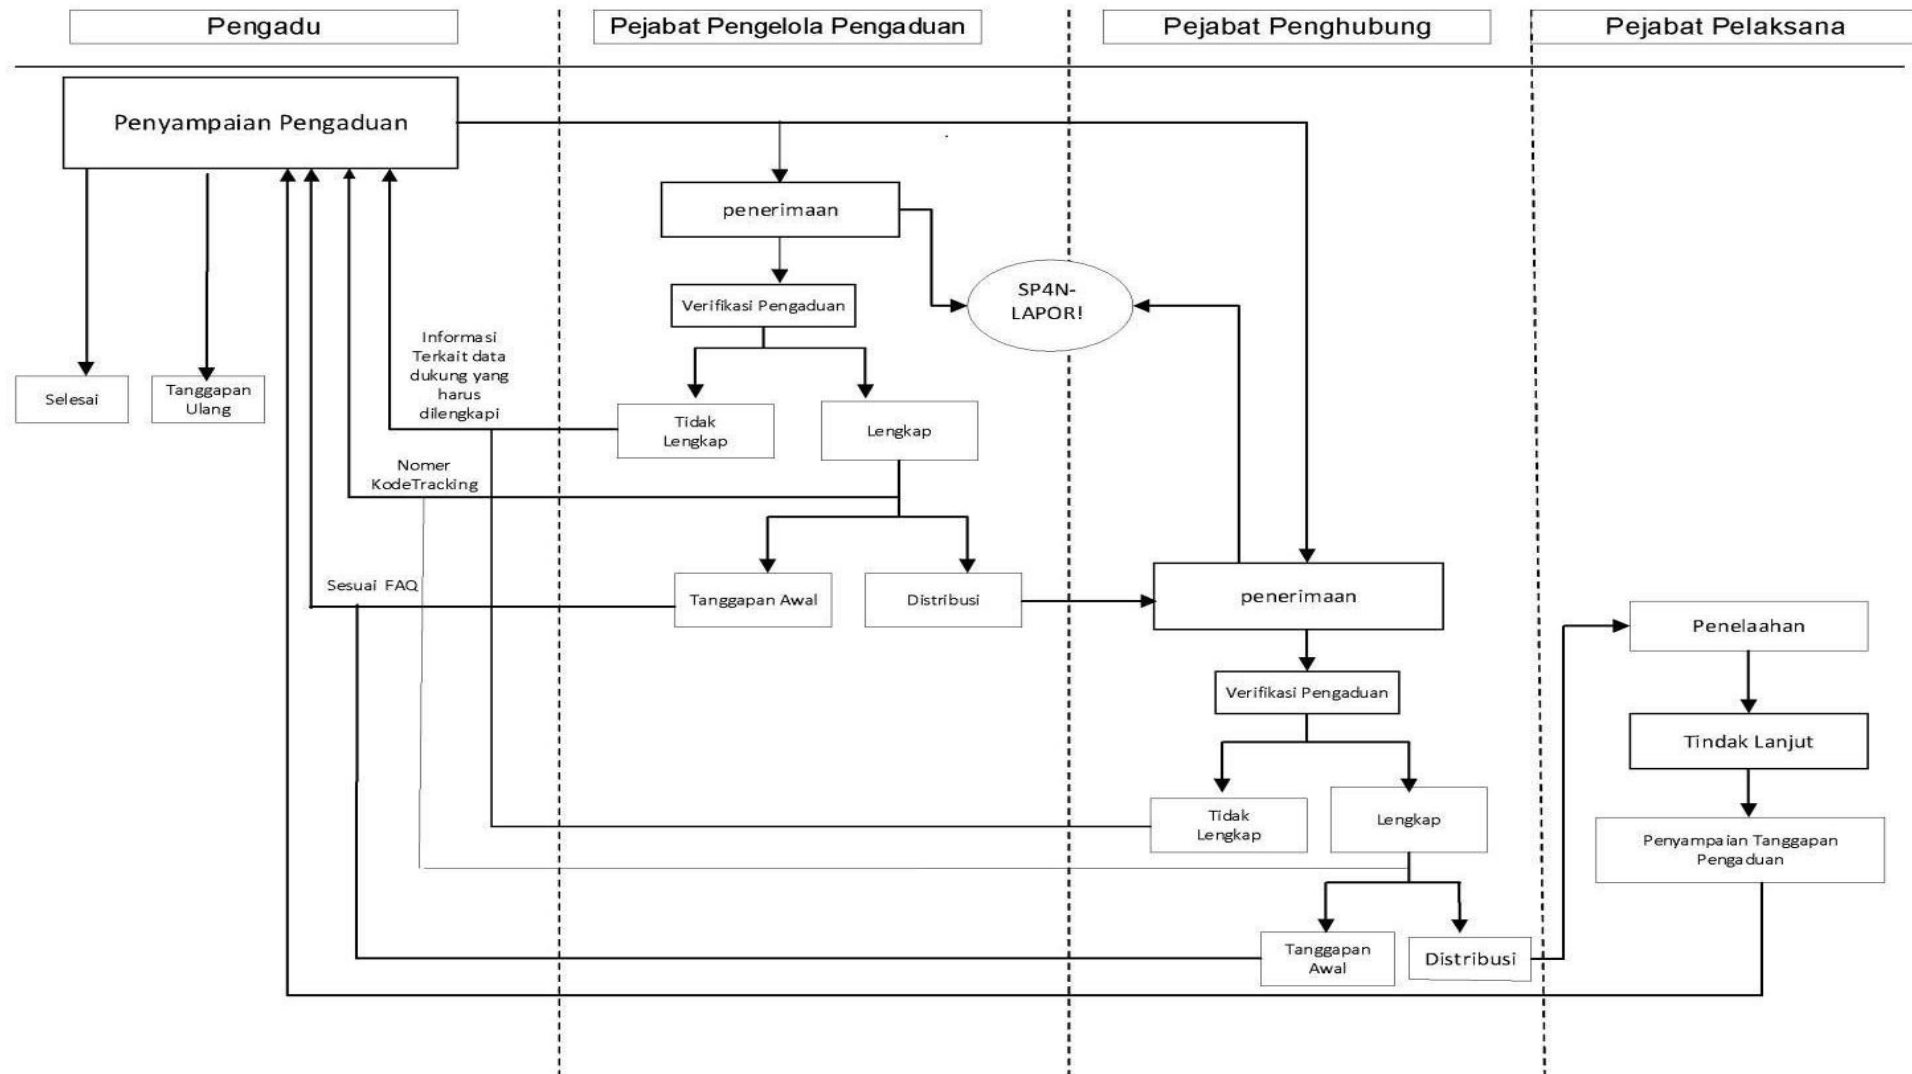 Pengadu
Pejabat Pengelola Pengaduan
Pejabat Penghubung
Pejabat Pelaksana
Penyampaian Pengaduan
penerimaan
SP4N-
LAPOR!
Verifikasi Pengaduan
Informasi
Terkait data
dukung yang
harus
dilengkapi
Selesai
Tanggapan
Ulang
Tidak
Lengkap
Lengkap
Nomer
KodeTracking
Sesuai FAQ
Tanggapan Awal
Distribusi
penerimaan
Penelaahan
Verifikasi Pengaduan
Tindak Lanjut
Tidak
Lengkap
Lengkap
Penyampaian Tanggapan
Pengaduan
Tanggapan
Awal
Distribusi